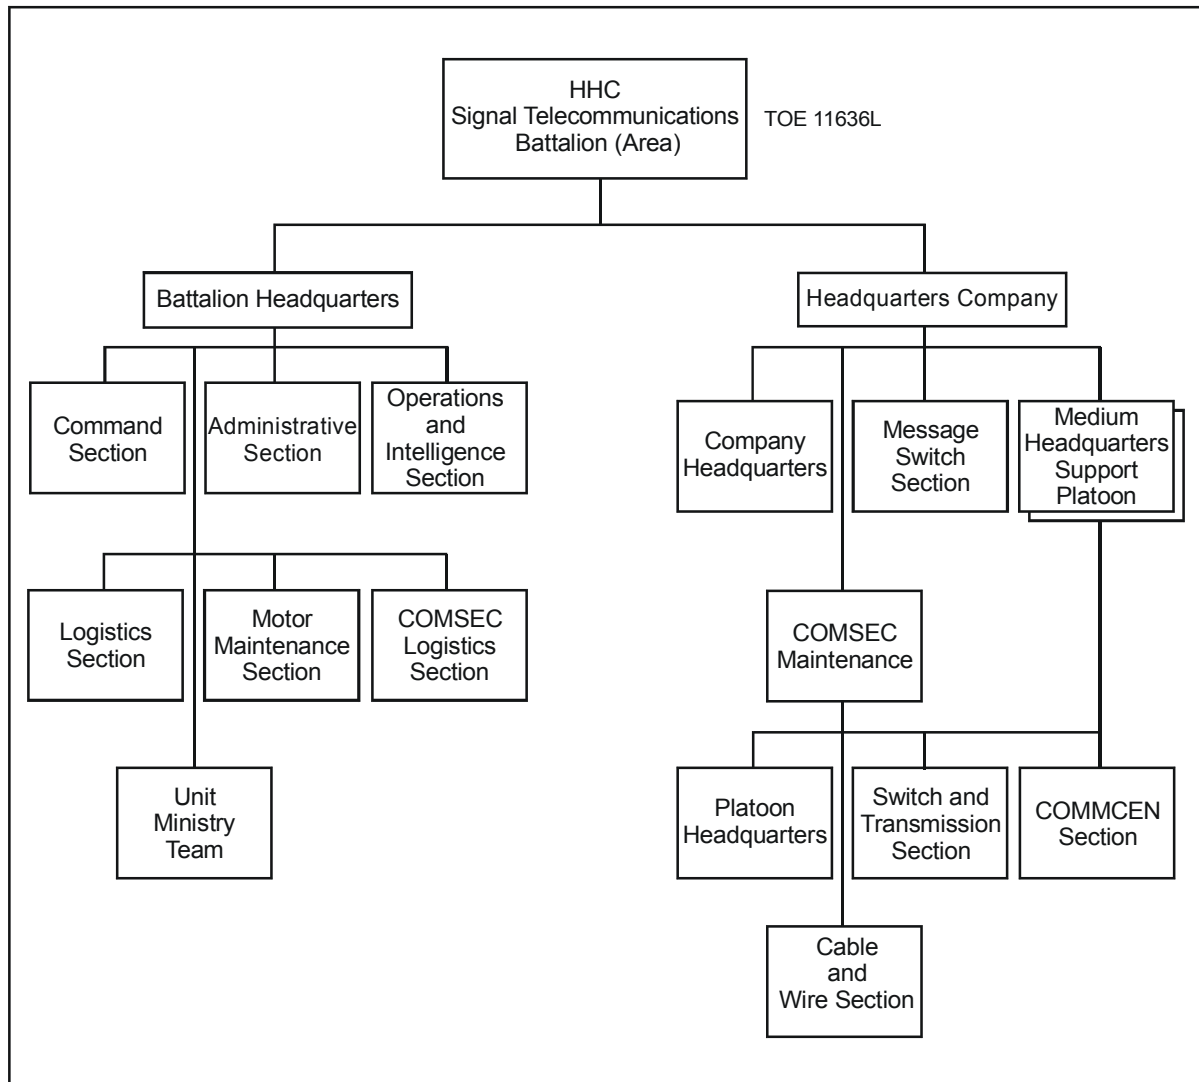 HHC
Signal Telecommunications
Battalion (Area)
TOE 11636L
Battalion Headquarters
Headquarters Company
Command
Section
Administrative
Section
Operations
and
Intelligence
Section
Company
Headquarters
Message
Switch
Section
Medium
Headquarters
Support
Platoon
Logistics
Section
Motor
Maintenance
Section
COMSEC
Logistics
Section
COMSEC
Maintenance
Unit
Ministry
Team
Platoon
Headquarters
Switch and
Transmission
Section
COMMCEN
Section
Cable
and
Wire Section